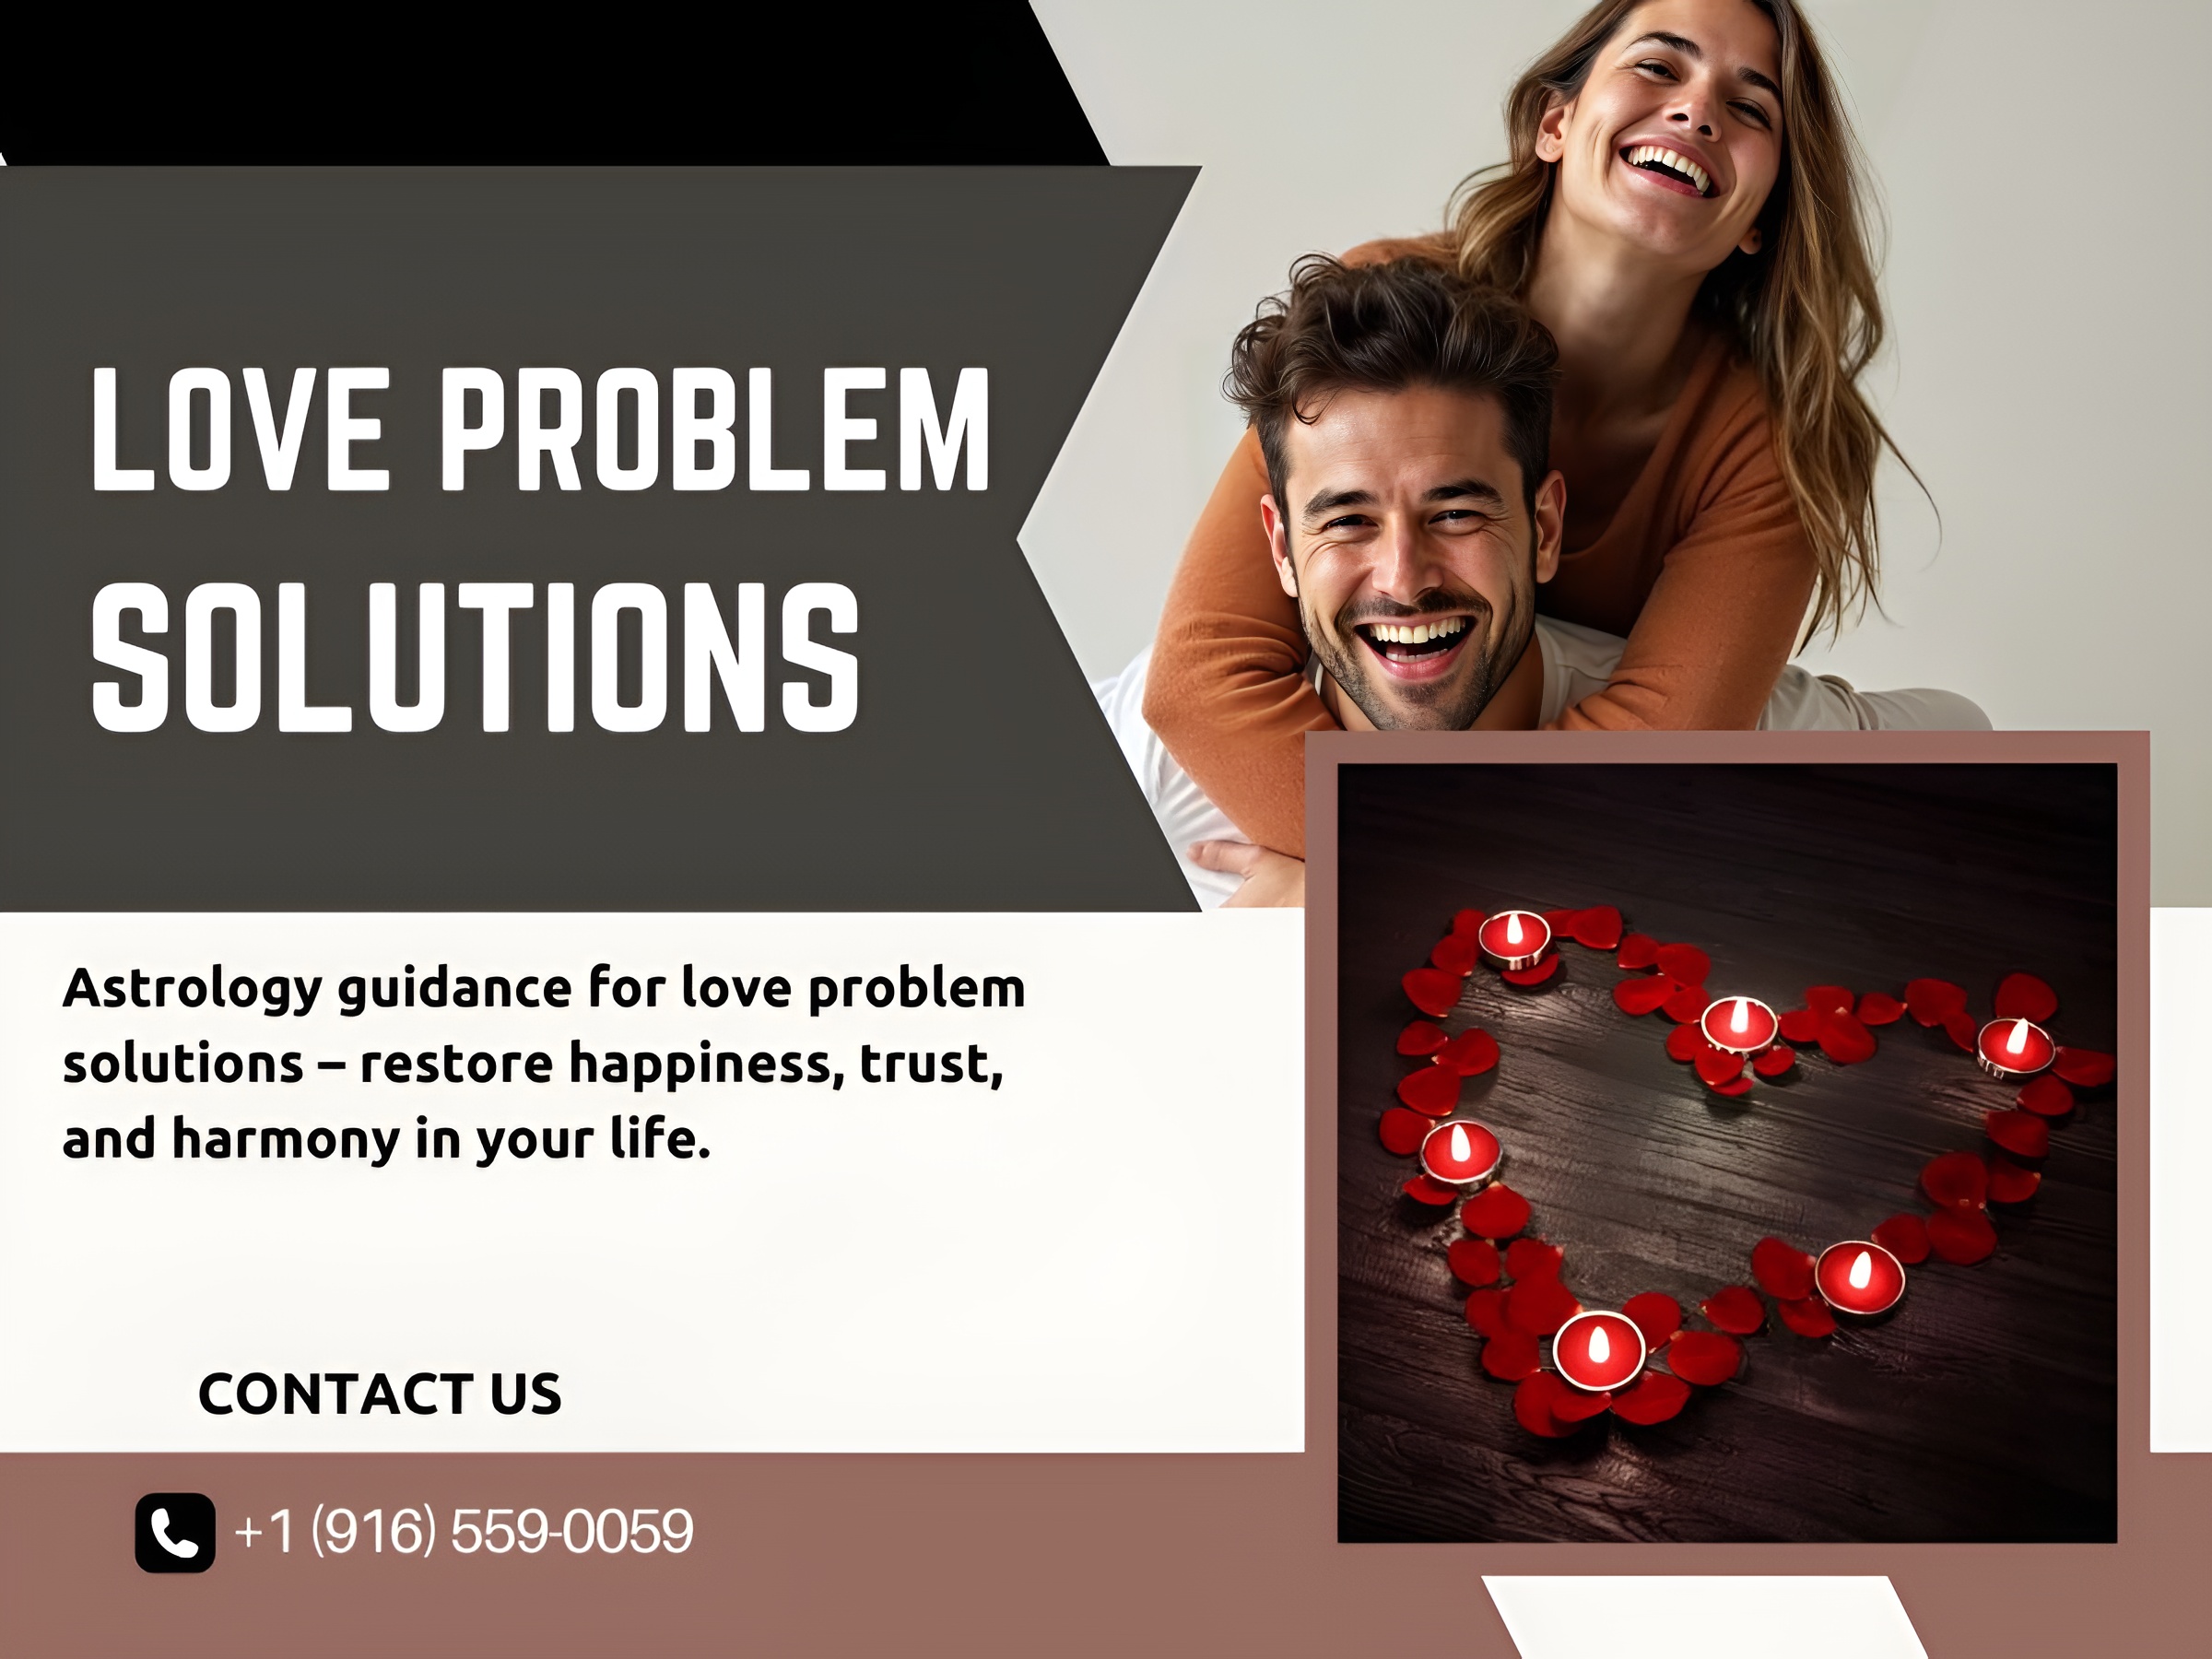 LOVE PROBLEM
SOLUTIONS
Astrology guidance for love problem
solutions – restore happiness, trust,
and harmony in your life.
CONTACT US
+1 (916) 559-0059